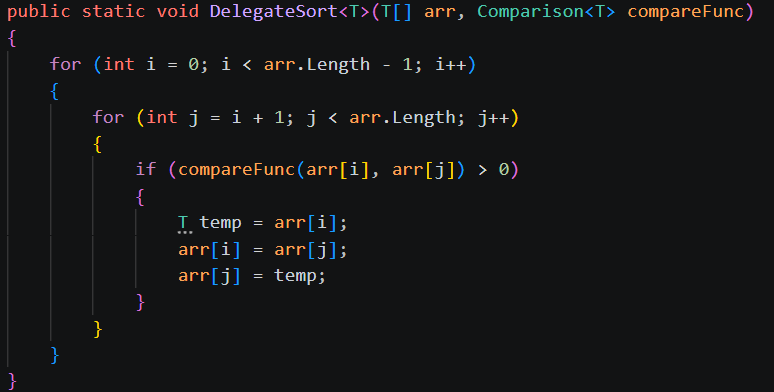 public static void DelegateSort<T>(T[] arr, Comparison<T> compareFunc)
{
    for (int i = 0; i < arr.Length - 1; i++)
    {
        for (int j = i + 1; j < arr.Length; j++)
        {
            if (compareFunc(arr[i], arr[j]) > 0)
            {
                T temp = arr[i];
                arr[i] = arr[j];
                arr[j] = temp;
            }
        }
    }
}